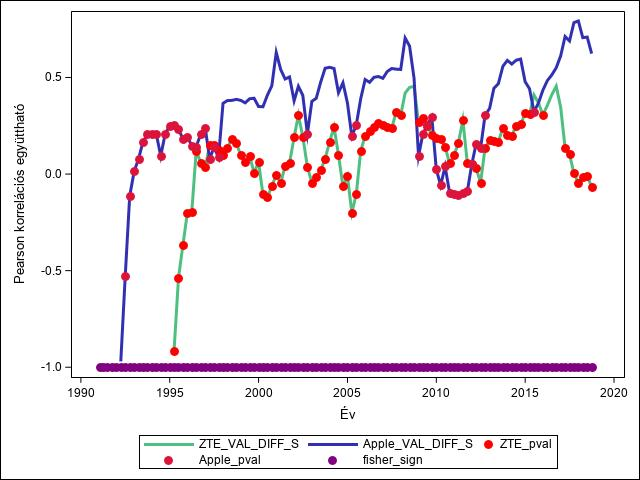 Pearson korrelációs együttható
0.5
0.0
-0.5
-1.0
1990 1995 2000 2005 2010 2015 2020
Év
ZTE_VAL_DIFF_S Apple_VAL_DIFF_S ZTE_pval
Apple_pval fisher_sign